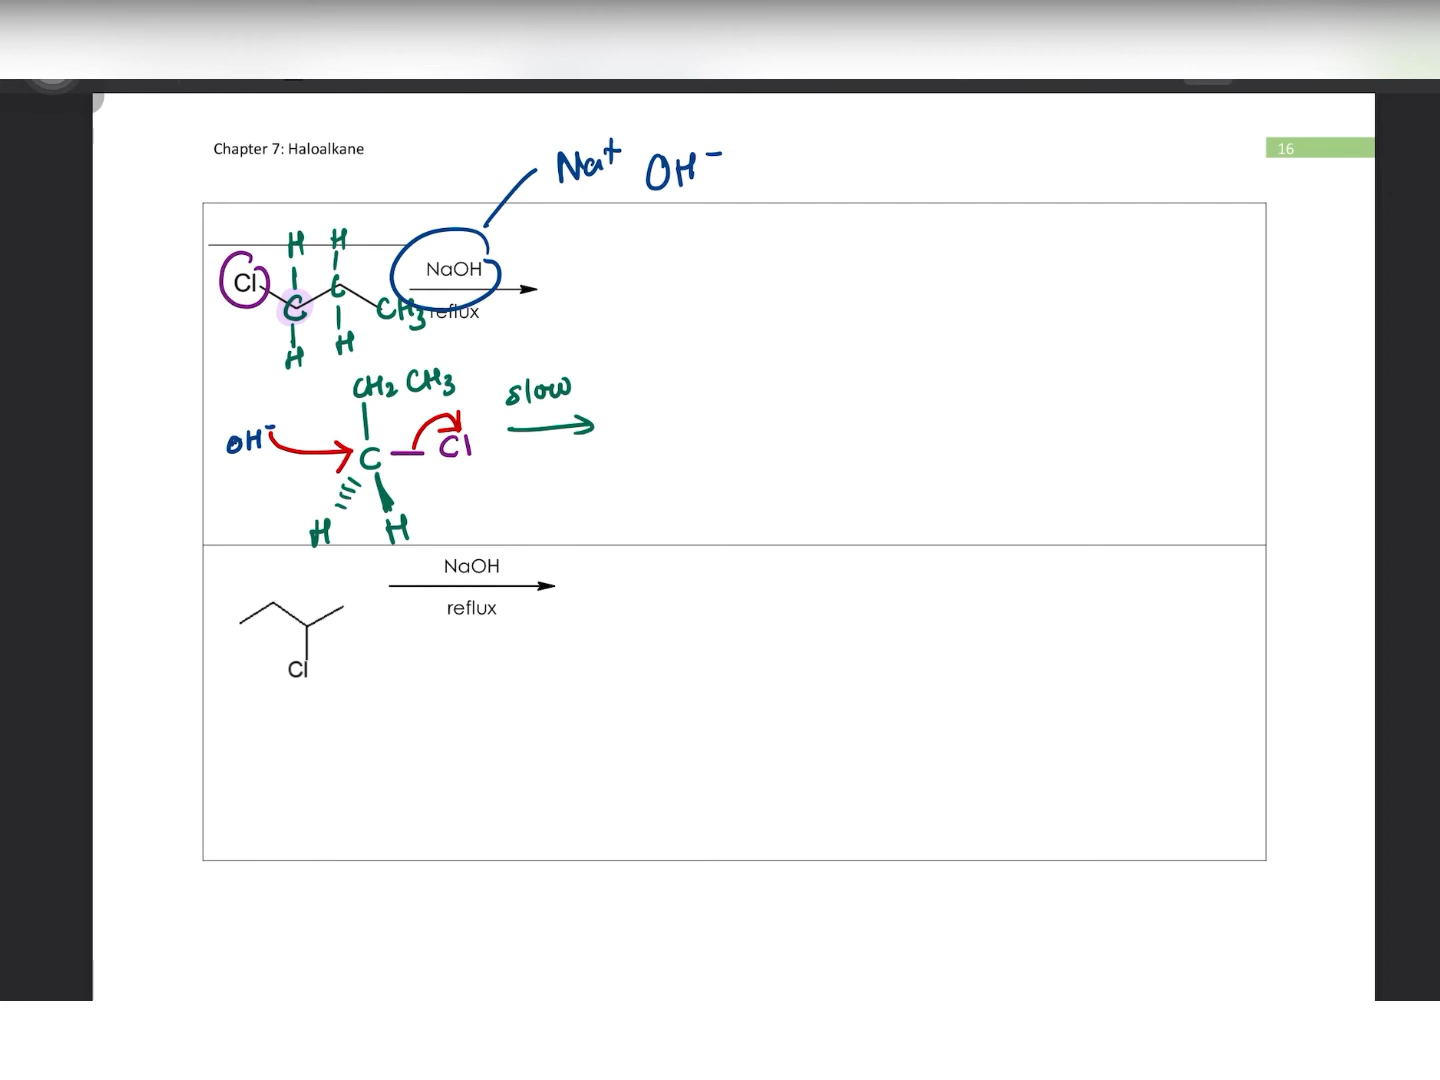 Chapter 7: Haloalkane
16
Na⁺ OH⁻
H H
Cl C C CH₃
H H
NaOH
reflux
CH₂ CH₃
slow
OH⁻ C Cl
H H
NaOH
reflux
Cl